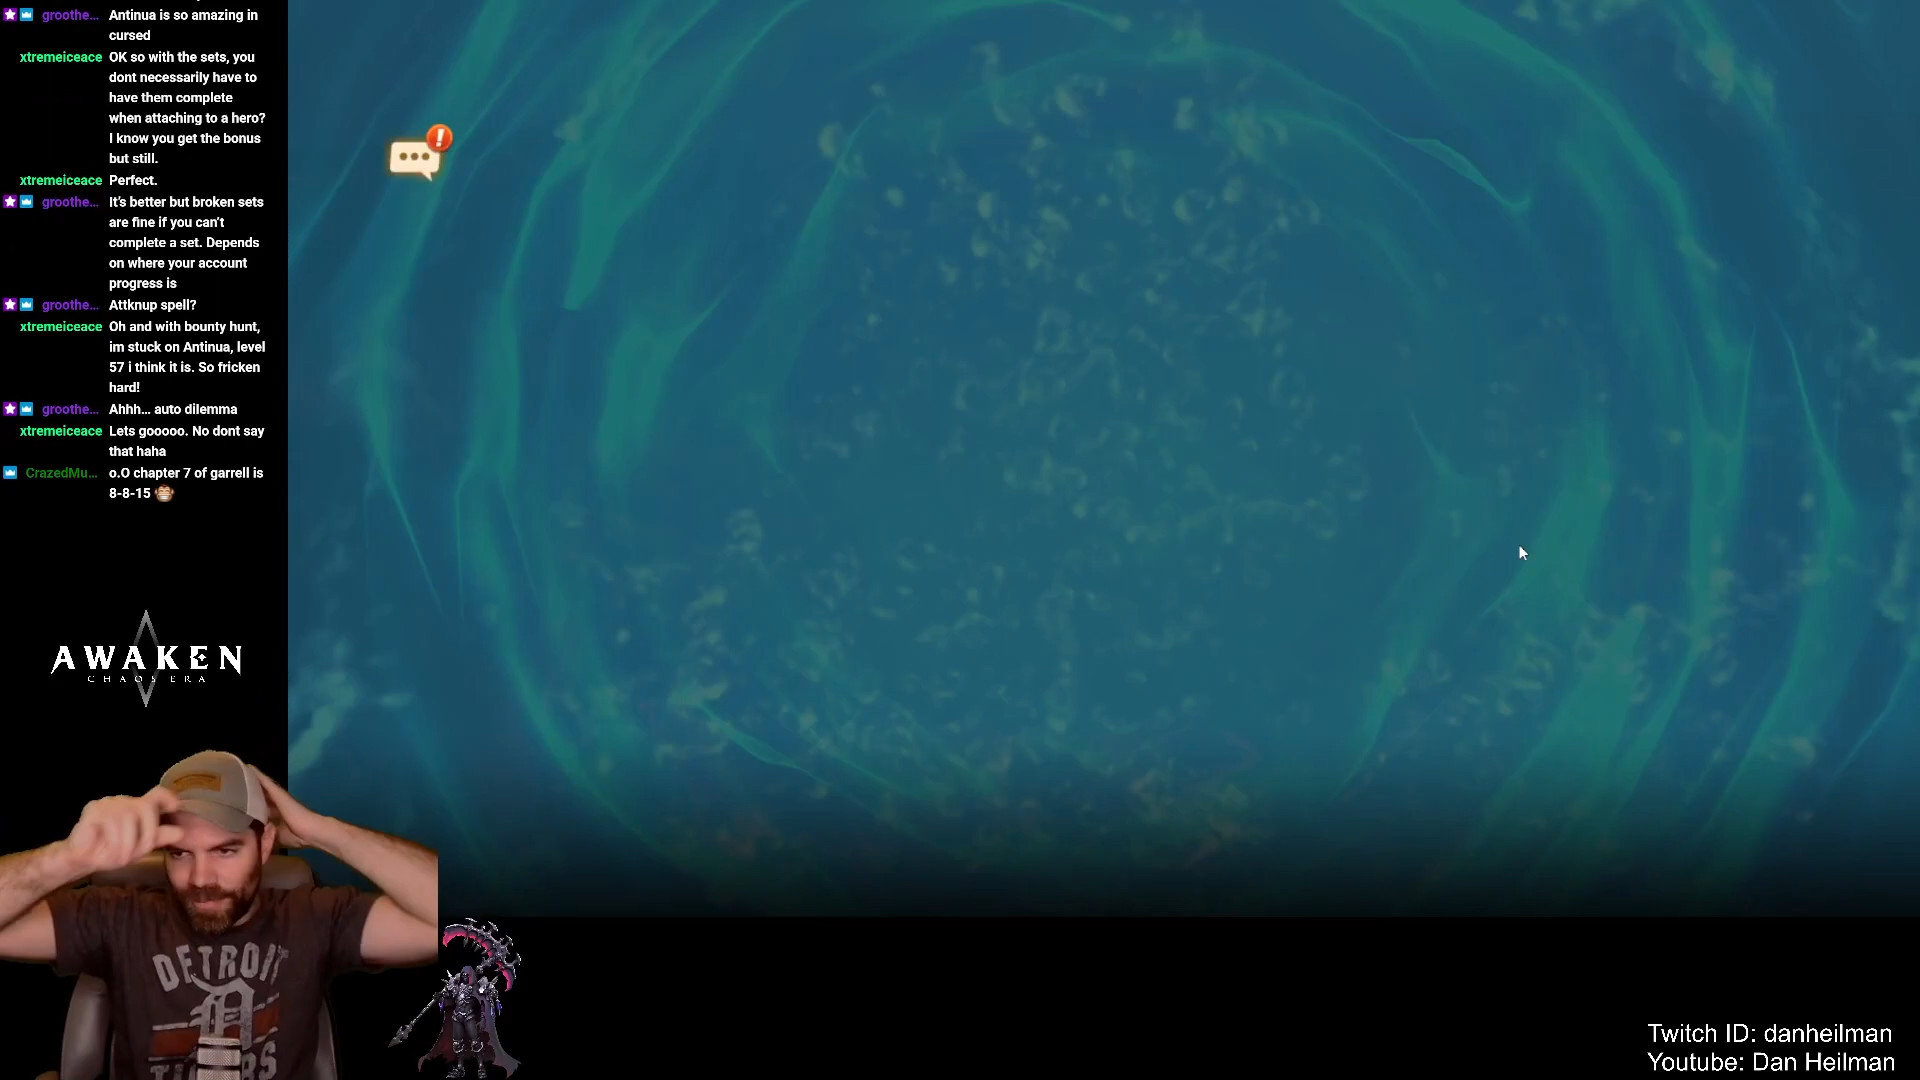 groothe... Antinua is so amazing in
cursed
xtremeiceace OK so with the sets, you
dont necessarily have to
have them complete
when attaching to a hero?
I know you get the bonus
but still.
xtremeiceace Perfect.
groothe... It's better but broken sets
are fine if you can't
complete a set. Depends
on where your account
progress is
groothe... Attknup spell?
xtremeiceace Oh and with bounty hunt,
im stuck on Antinua, level
57 i think it is. So fricken
hard!
groothe... Ahhh... auto dilemma
xtremeiceace Lets gooooo. No dont say
that haha
CrazedMu... o.O chapter 7 of garrell is
8-8-15
AWAKEN
CHAOS ERA
DETROIT
D
Twitch ID: danheilman
Youtube: Dan Heilman